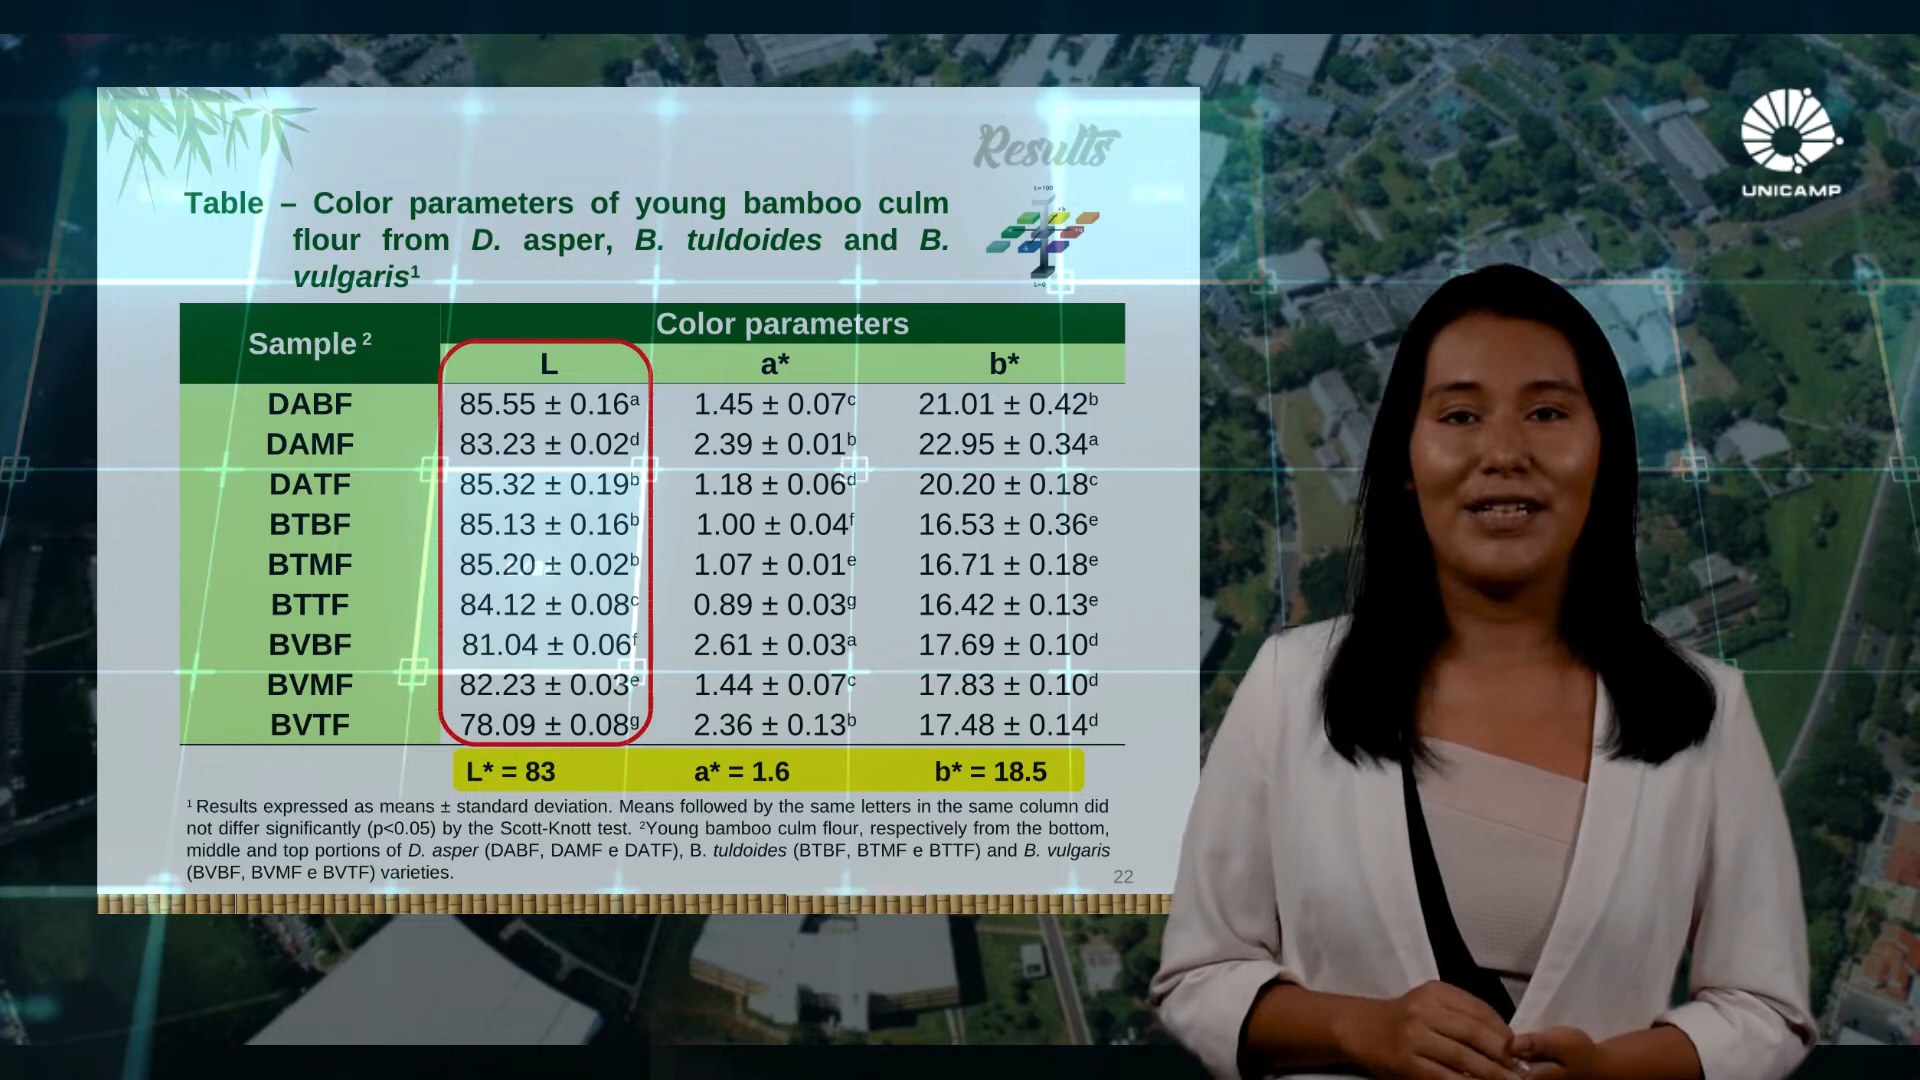 Results
UNICAMP
Table – Color parameters of young bamboo culm
flour from D. asper, B. tuldoides and B.
vulgaris¹
L=100
L=0
Sample ² Color parameters
L a* b*
DABF 85.55 ± 0.16ᵃ 1.45 ± 0.07ᶜ 21.01 ± 0.42ᵇ
DAMF 83.23 ± 0.02ᵈ 2.39 ± 0.01ᵇ 22.95 ± 0.34ᵃ
DATF 85.32 ± 0.19ᵇ 1.18 ± 0.06ᵈ 20.20 ± 0.18ᶜ
BTBF 85.13 ± 0.16ᵇ 1.00 ± 0.04ᶠ 16.53 ± 0.36ᵉ
BTMF 85.20 ± 0.02ᵇ 1.07 ± 0.01ᵉ 16.71 ± 0.18ᵉ
BTTF 84.12 ± 0.08ᶜ 0.89 ± 0.03ᵍ 16.42 ± 0.13ᵉ
BVBF 81.04 ± 0.06ᶠ 2.61 ± 0.03ᵃ 17.69 ± 0.10ᵈ
BVMF 82.23 ± 0.03ᵉ 1.44 ± 0.07ᶜ 17.83 ± 0.10ᵈ
BVTF 78.09 ± 0.08ᵍ 2.36 ± 0.13ᵇ 17.48 ± 0.14ᵈ
L* = 83 a* = 1.6 b* = 18.5
¹ Results expressed as means ± standard deviation. Means followed by the same letters in the same column did
not differ significantly (p<0.05) by the Scott-Knott test. ²Young bamboo culm flour, respectively from the bottom,
middle and top portions of D. asper (DABF, DAMF e DATF), B. tuldoides (BTBF, BTMF e BTTF) and B. vulgaris
(BVBF, BVMF e BVTF) varieties.
22